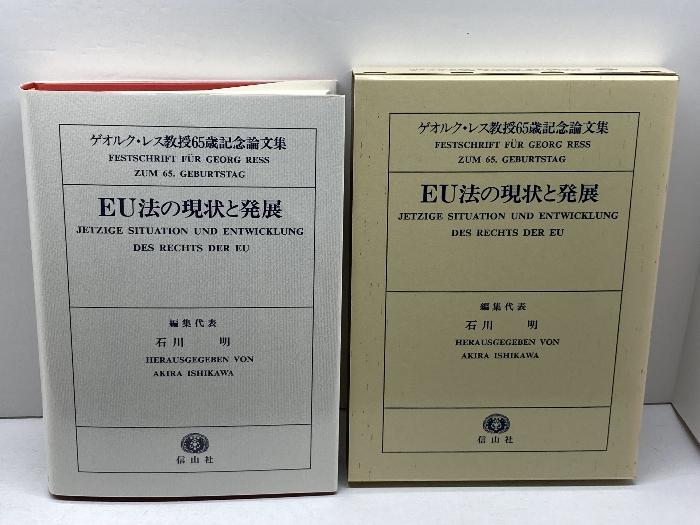 ゲオルク・レス教授65歳記念論文集
FESTSCHRIFT FÜR GEORG RESS
ZUM 65. GEBURTSTAG
EU法の現状と発展
JETZIGE SITUATION UND ENTWICKLUNG
DES RECHTS DER EU
編集代表
石川 明
HERAUSGEGEBEN VON
AKIRA ISHIKAWA
信山社
ゲオルク・レス教授65歳記念論文集
FESTSCHRIFT FÜR GEORG RESS
ZUM 65. GEBURTSTAG
EU法の現状と発展
JETZIGE SITUATION UND ENTWICKLUNG
DES RECHTS DER EU
編集代表
石川 明
HERAUSGEGEBEN VON
AKIRA ISHIKAWA
信山社